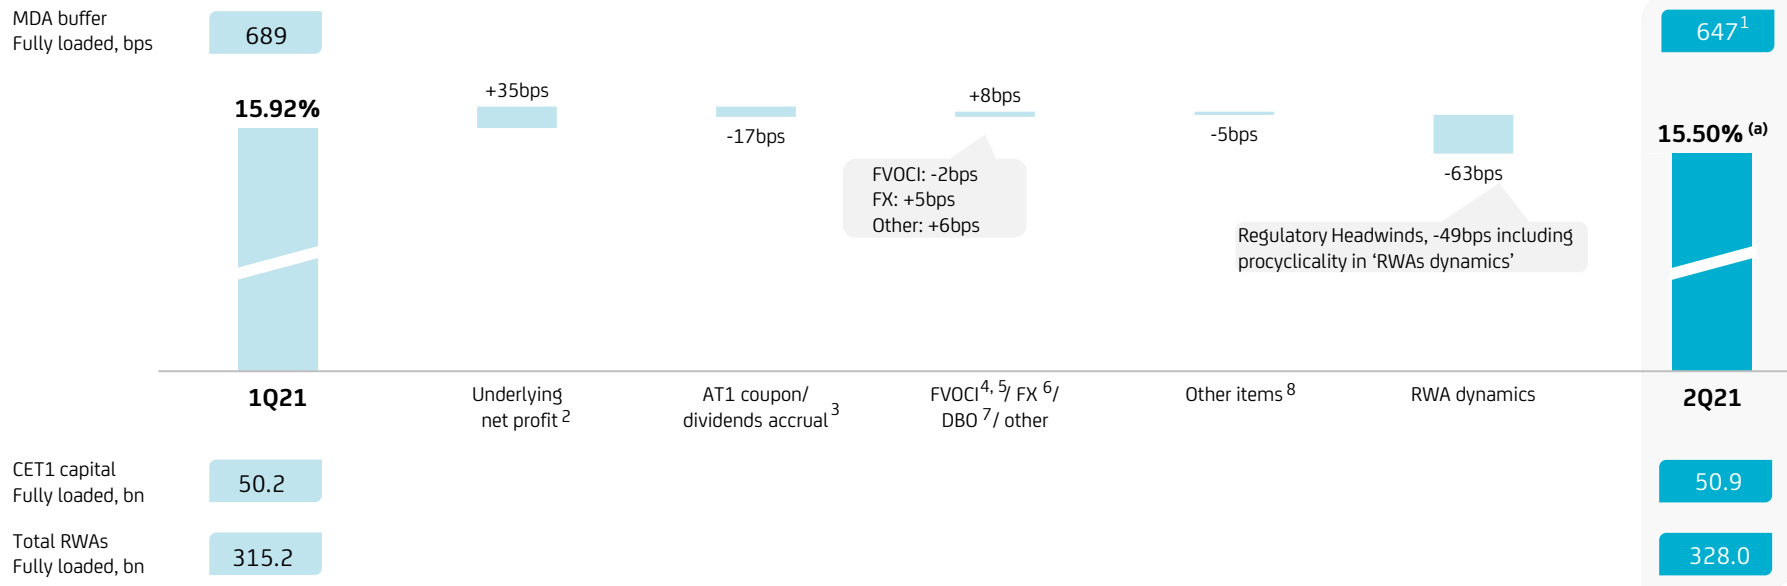 MDA buffer
Fully loaded, bps
689
647¹
15.92%
+35bps
-17bps
+8bps
FVOCI: -2bps
FX: +5bps
Other: +6bps
-5bps
-63bps
Regulatory Headwinds, -49bps including
procyclicality in ‘RWAs dynamics’
15.50% (a)
1Q21
Underlying
net profit 2
AT1 coupon/
dividends accrual 3
FVOCI4, 5/ FX 6/
DBO 7/ other
Other items 8
RWA dynamics
2Q21
CET1 capital
Fully loaded, bn
50.2
50.9
Total RWAs
Fully loaded, bn
315.2
328.0